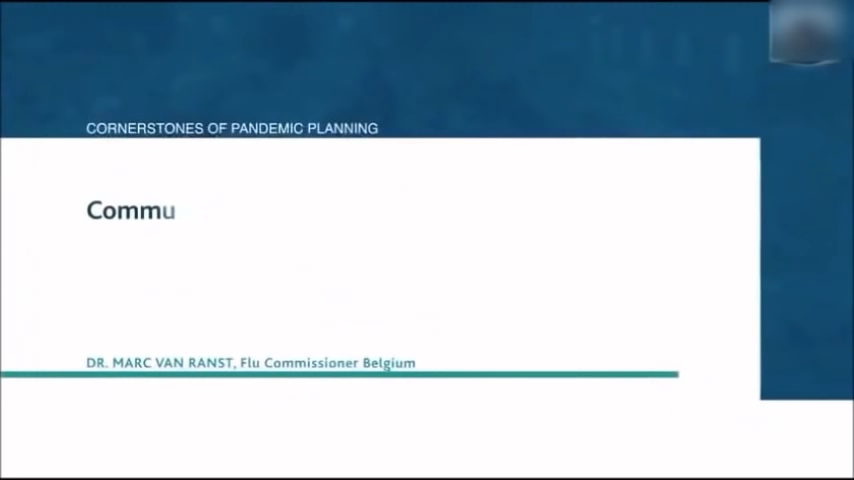 CORNERSTONES OF PANDEMIC PLANNING
Commu
DR. MARC VAN RANST, Flu Commissioner Belgium